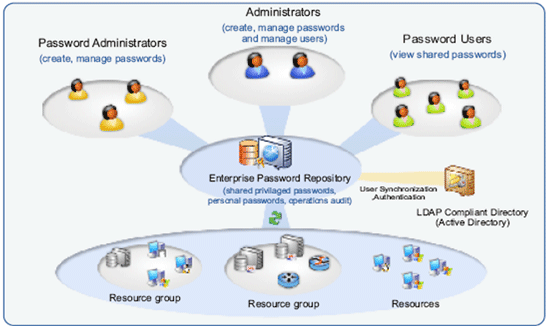 Administrators
(create, manage passwords
and manage users)
Password Administrators
(create, manage passwords)
Password Users
(view shared passwords)
Enterprise Password Repository
(shared privilaged passwords,
personal passwords, operations audit)
User Synchronization
,Authentication
LDAP Compliant Directory
(Active Directory)
Resource group
Resource group
Resources